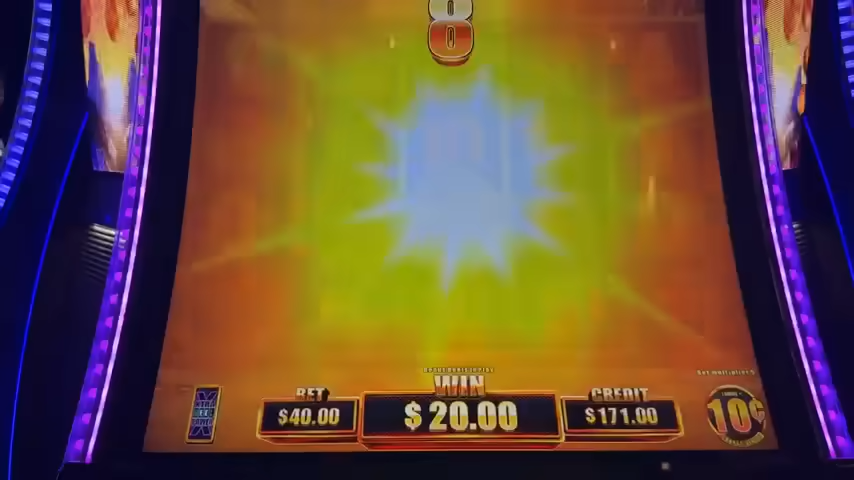 8
WIN
BET
CREDIT
$40.00
$20.00
$171.00
10¢